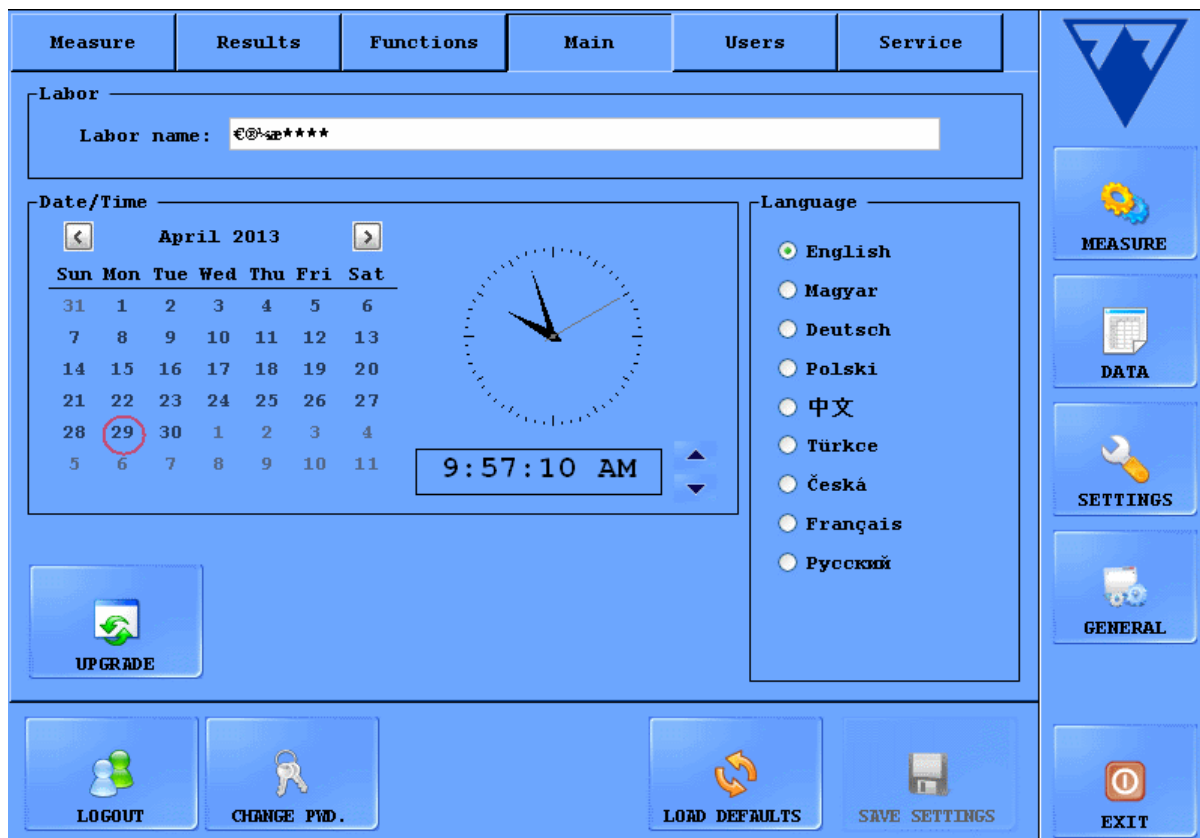 Measure Results Functions Main Users Service
Labor
Labor name: €®¼æ****
Date/Time
April 2013
Sun Mon Tue Wed Thu Fri Sat
31 1 2 3 4 5 6
7 8 9 10 11 12 13
14 15 16 17 18 19 20
21 22 23 24 25 26 27
28 29 30 1 2 3 4
5 6 7 8 9 10 11
9:57:10 AM
Language
English
Magyar
Deutsch
Polski
中文
Türkce
Česká
Français
Русский
UPGRADE
LOGOUT
CHANGE PWD.
LOAD DEFAULTS
SAVE SETTINGS
MEASURE
DATA
SETTINGS
GENERAL
EXIT